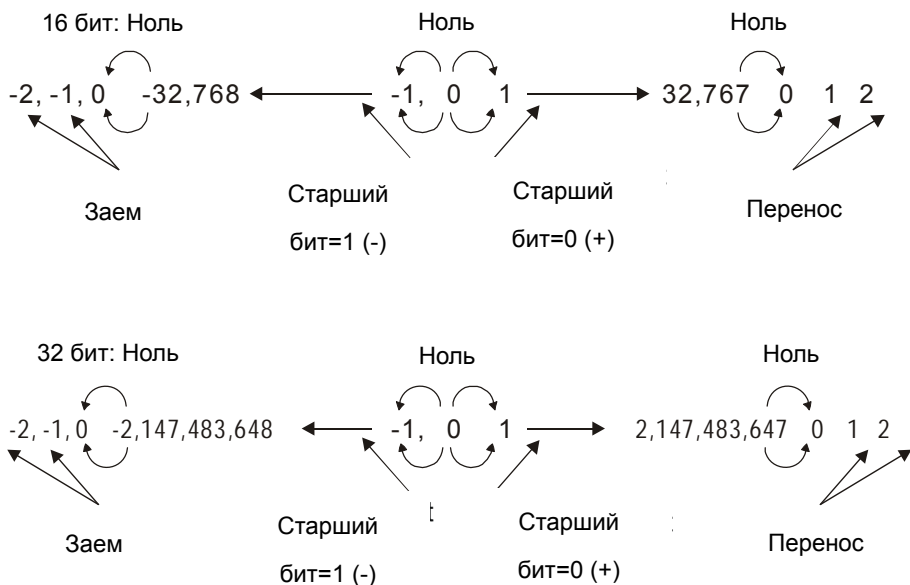 16 бит: Ноль Ноль Ноль
-2, -1, 0 -32,768 -1, 0 1 32,767 0 1 2
Заем Старший бит=1 (-) Старший бит=0 (+) Перенос
32 бит: Ноль Ноль Ноль
-2, -1, 0 -2,147,483,648 -1, 0 1 2,147,483,647 0 1 2
Заем Старший бит=1 (-) Старший бит=0 (+) Перенос